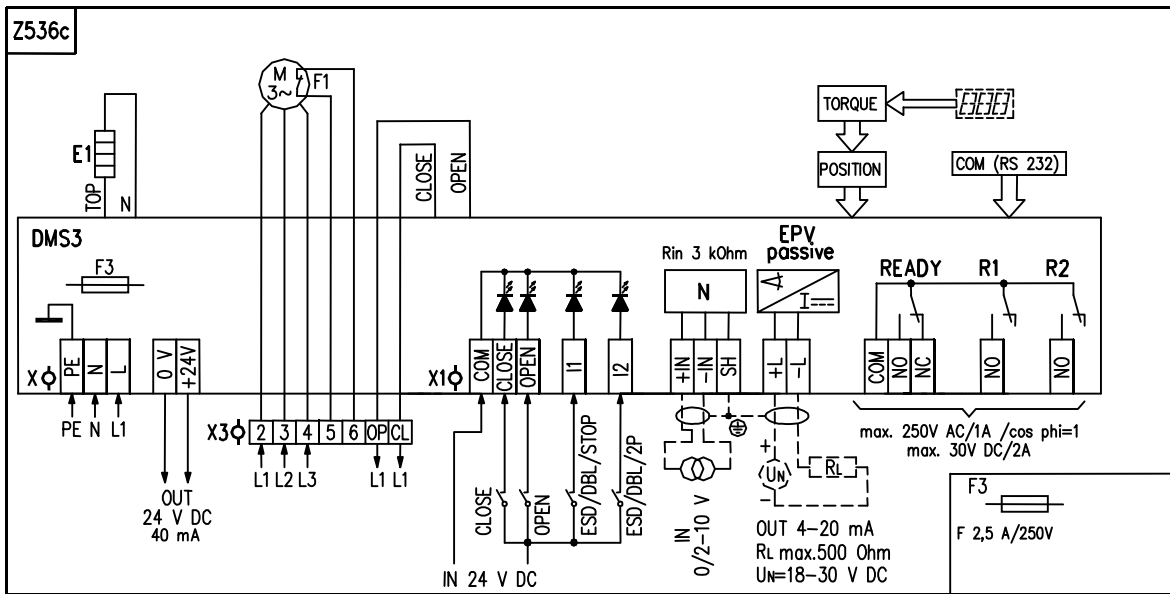 Z536c
M
3~
F1
E1
TOP
N
CLOSE
OPEN
TORQUE
POSITION
COM (RS 232)
DMS3
F3
Rin 3 kOhm
N
EPV
passive
I
READY
R1
R2
X
PE
N
L
0 V
+24V
X1
COM
CLOSE
OPEN
I1
I2
+IN
-IN
SH
+L
-L
COM
NO
NC
NO
NO
PE N L1
X3
2
3
4
5
6
OP
CL
L1 L2 L3
L1 L1
OUT
24 V DC
40 mA
CLOSE
OPEN
ESD/DBL/STOP
ESD/DBL/2P
IN 24 V DC
IN
0/2-10 V
+
UN
-
RL
OUT 4-20 mA
RL max.500 Ohm
UN=18-30 V DC
max. 250V AC/1A /cos phi=1
max. 30V DC/2A
F3
F 2,5 A/250V